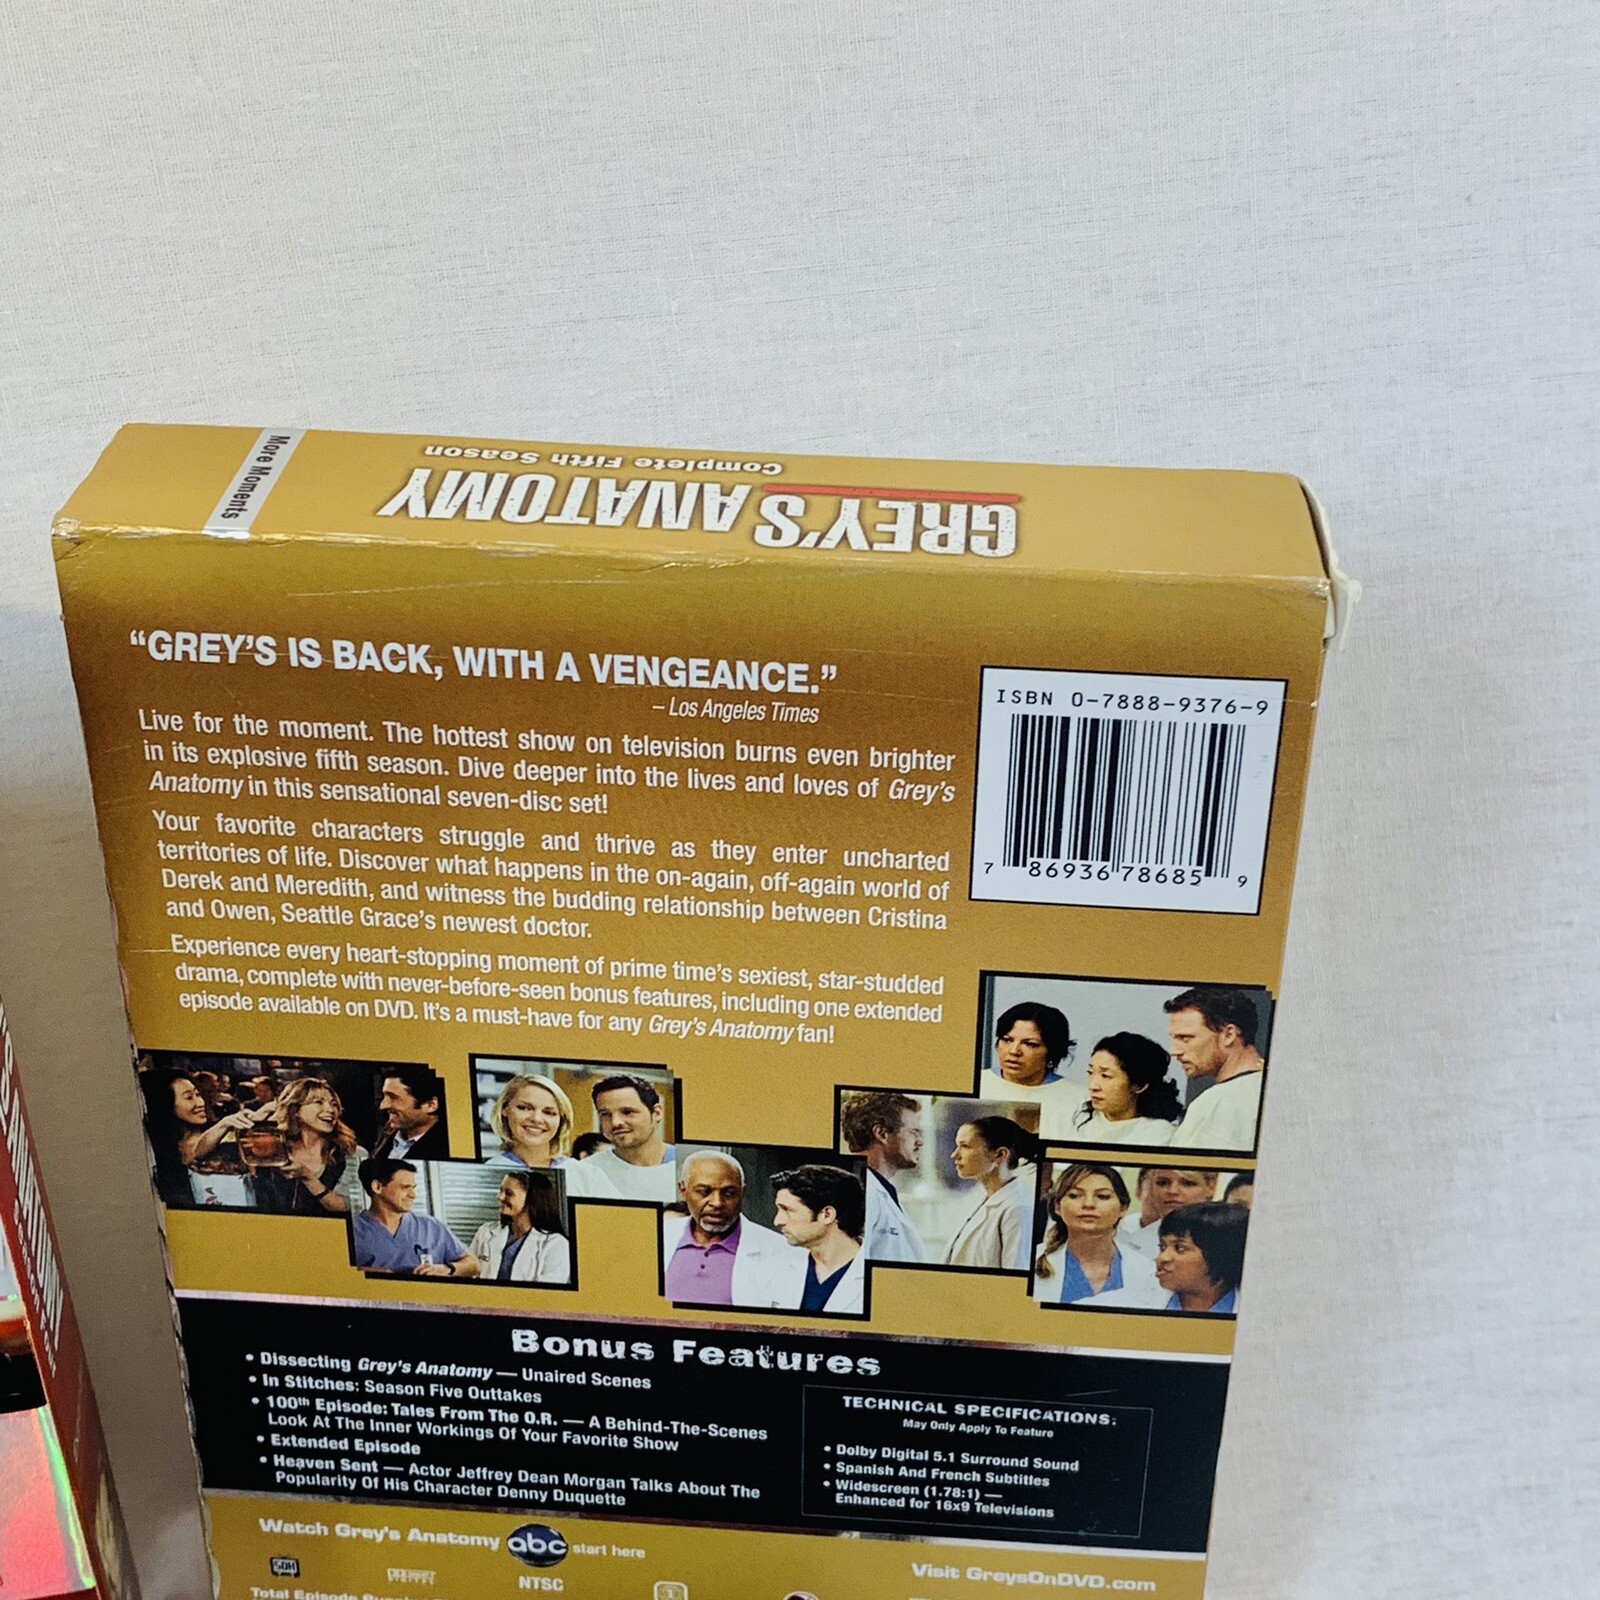 More Moments
Complete Fifth Season
GREY'S ANATOMY
“GREY'S IS BACK, WITH A VENGEANCE.”
– Los Angeles Times
Live for the moment. The hottest show on television burns even brighter
in its explosive fifth season. Dive deeper into the lives and loves of Grey's
Anatomy in this sensational seven-disc set!
Your favorite characters struggle and thrive as they enter uncharted
territories of life. Discover what happens in the on-again, off-again world of
Derek and Meredith, and witness the budding relationship between Cristina
and Owen, Seattle Grace's newest doctor.
Experience every heart-stopping moment of prime time's sexiest, star-studded
drama, complete with never-before-seen bonus features, including one extended
episode available on DVD. It's a must-have for any Grey's Anatomy fan!
ISBN 0-7888-9376-9
7 86936 78685 9
Bonus Features
• Dissecting Grey's Anatomy — Unaired Scenes
• In Stitches: Season Five Outtakes
• 100th Episode: Tales From The O.R. — A Behind-The-Scenes
Look At The Inner Workings Of Your Favorite Show
• Extended Episode
• Heaven Sent — Actor Jeffrey Dean Morgan Talks About The
Popularity Of His Character Denny Duquette
TECHNICAL SPECIFICATIONS:
May Only Apply To Feature
• Dolby Digital 5.1 Surround Sound
• Spanish And French Subtitles
• Widescreen (1.78:1) —
Enhanced for 16x9 Televisions
Watch Grey's Anatomy abc start here
Visit GreysOnDVD.com
SDH
NTSC
1
Total Episode